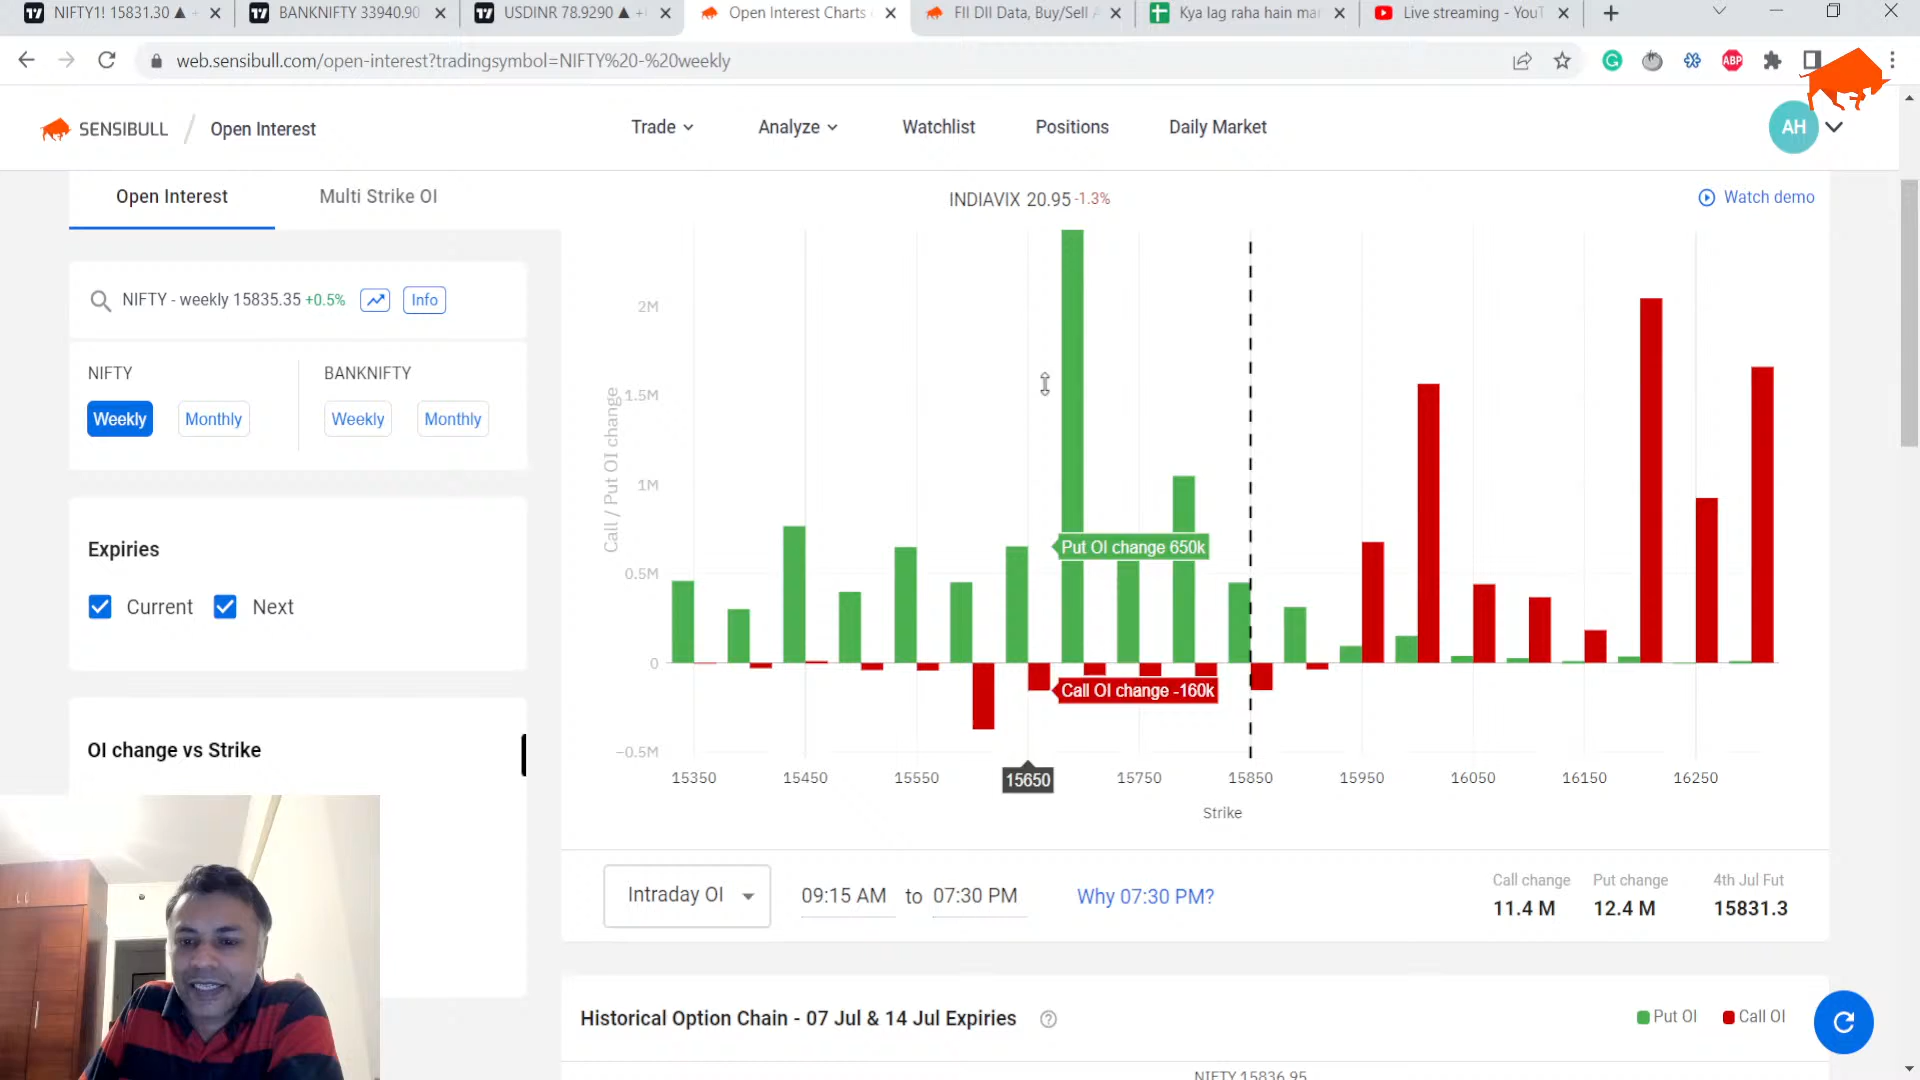 NIFTY1! 15831.30 ▲ +
BANKNIFTY 33940.90
USDINR 78.9290 ▲ +
Open Interest Charts
FII DII Data, Buy/Sell
Kya lag raha hain
Live streaming - YouT
web.sensibull.com/open-interest?tradingsymbol=NIFTY%20-%20weekly
ABP
SENSIBULL / Open Interest
Trade
Analyze
Watchlist
Positions
Daily Market
AH
Open Interest
Multi Strike OI
INDIAVIX 20.95 -1.3%
Watch demo
NIFTY - weekly 15835.35 +0.5%
Info
NIFTY
BANKNIFTY
Weekly
Monthly
Weekly
Monthly
Expiries
Current
Next
OI change vs Strike
Call / Put OI change
2M
1.5M
1M
0.5M
0
−0.5M
Put OI change 650k
Call OI change -160k
15350
15450
15550
15650
15750
15850
15950
16050
16150
16250
Strike
Intraday OI
09:15 AM to 07:30 PM
Why 07:30 PM?
Call change
11.4 M
Put change
12.4 M
4th Jul Fut
15831.3
Historical Option Chain - 07 Jul & 14 Jul Expiries
Put OI
Call OI
NIFTY 15836.95